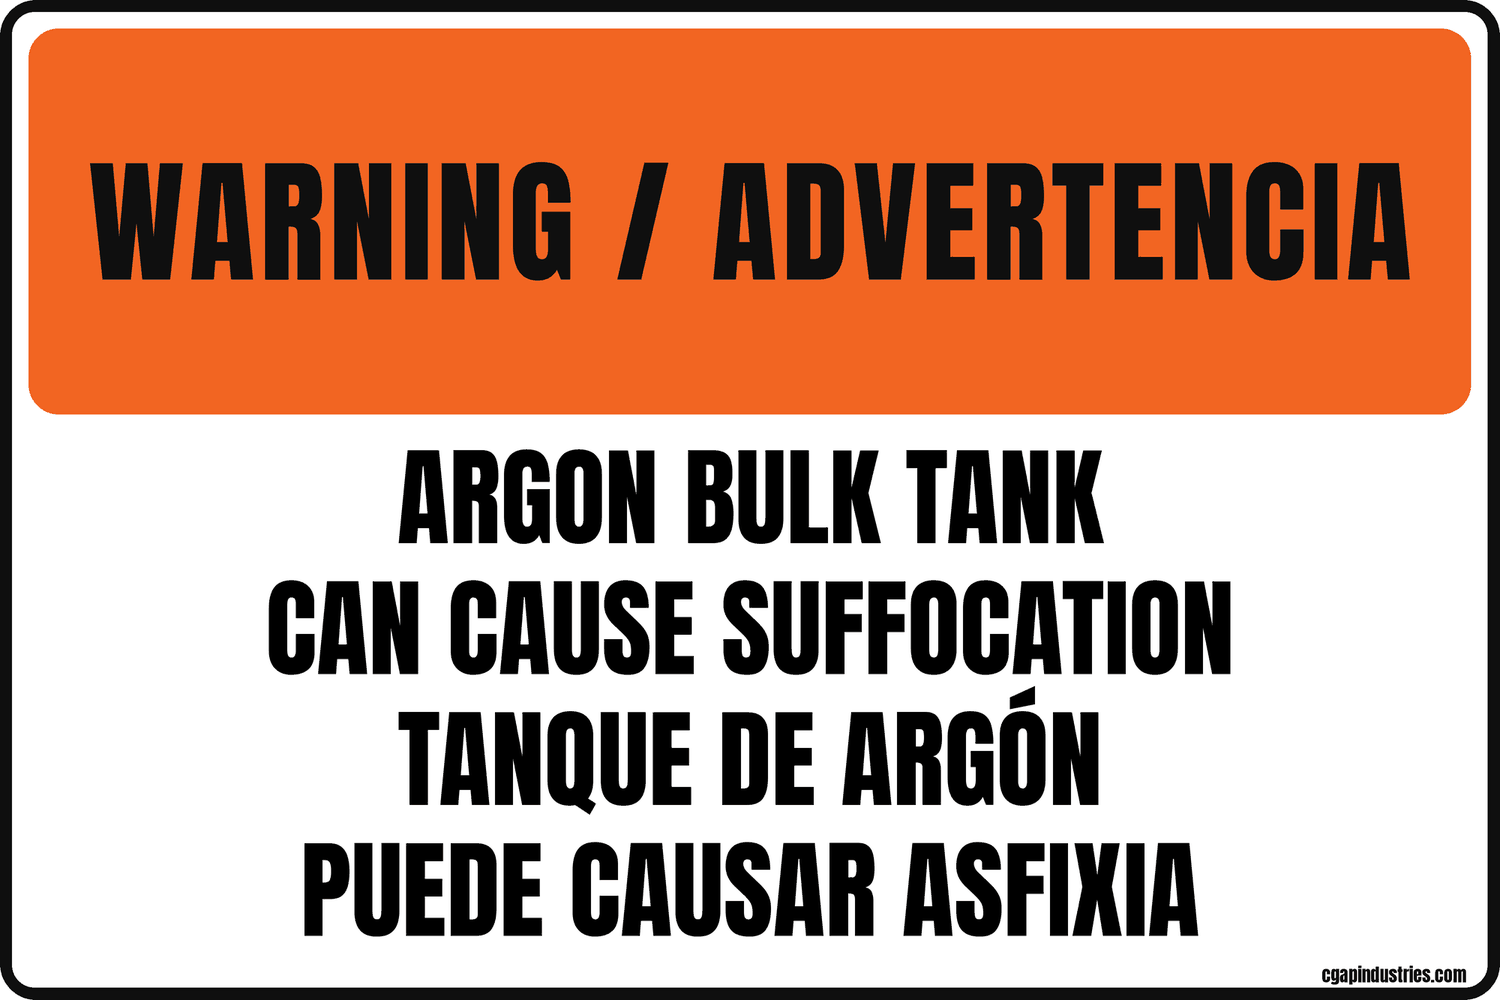 WARNING / ADVERTENCIA
ARGON BULK TANK
CAN CAUSE SUFFOCATION
TANQUE DE ARGÓN
PUEDE CAUSAR ASFIXIA
cgapindustries.com